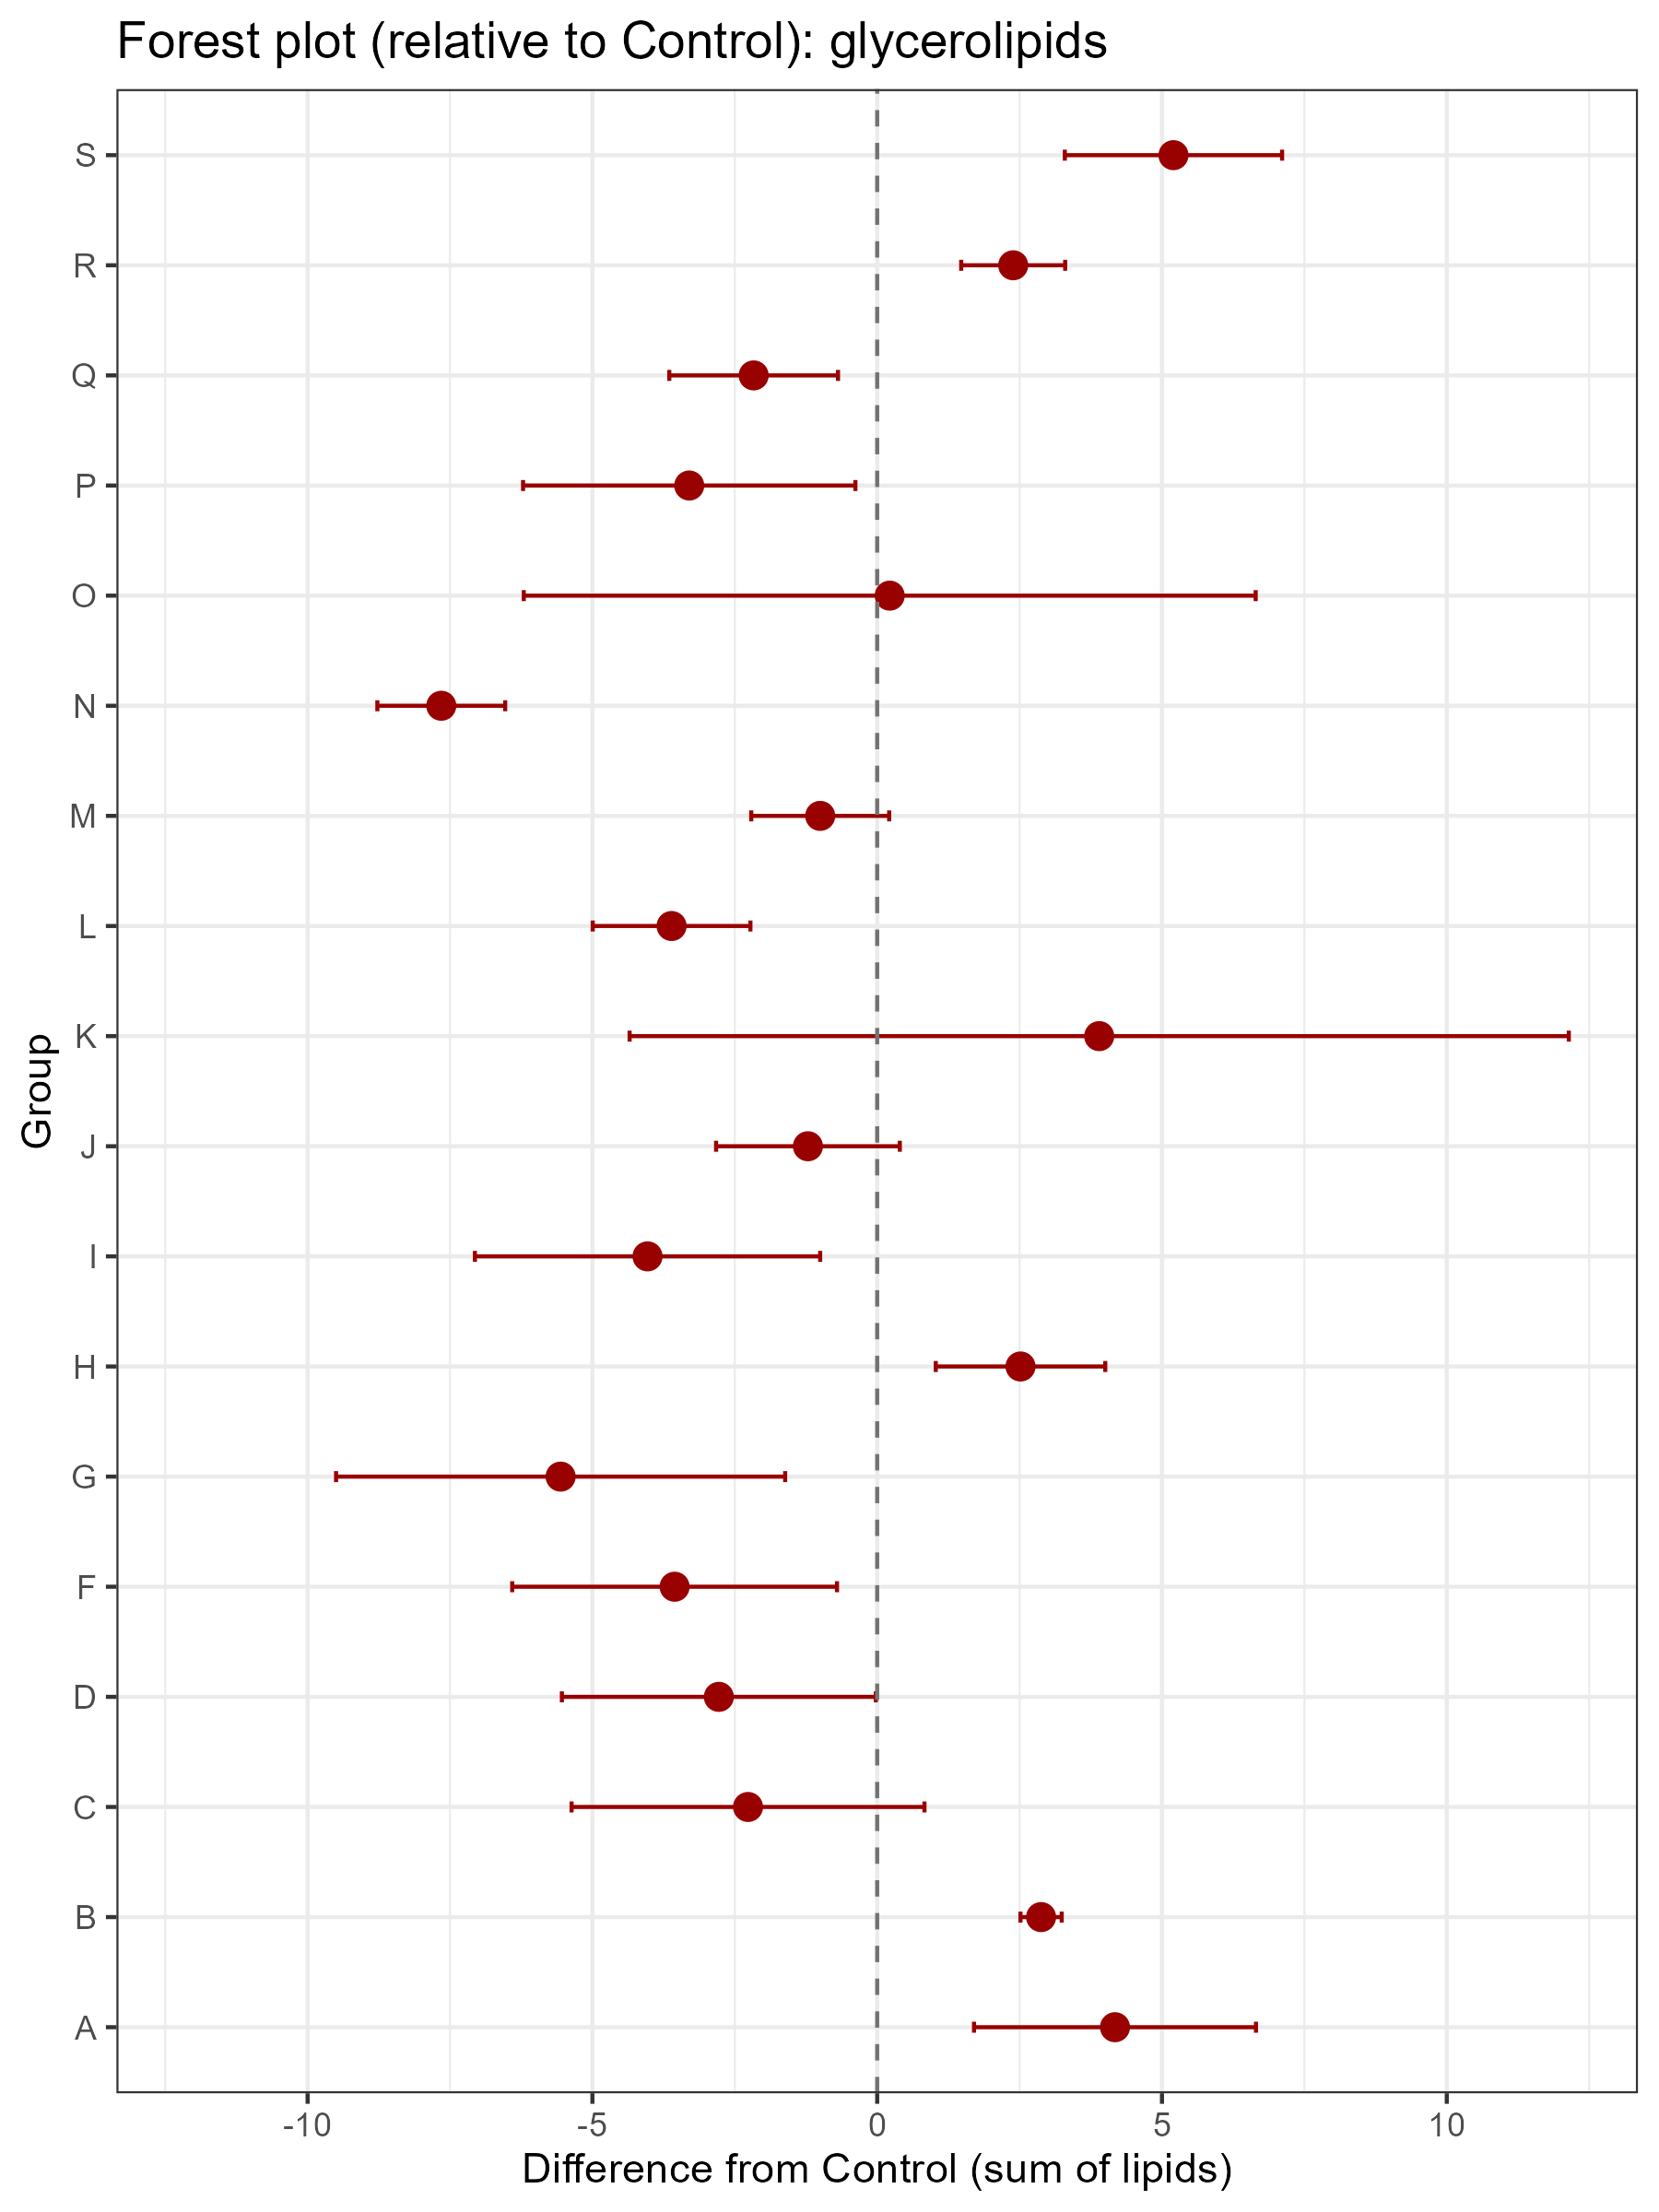 Forest plot (relative to Control): glycerolipids
S
R
Q
P
O
N
M
L
K
J
I
H
G
F
D
C
B
A
Group
-10 -5 0 5 10
Difference from Control (sum of lipids)